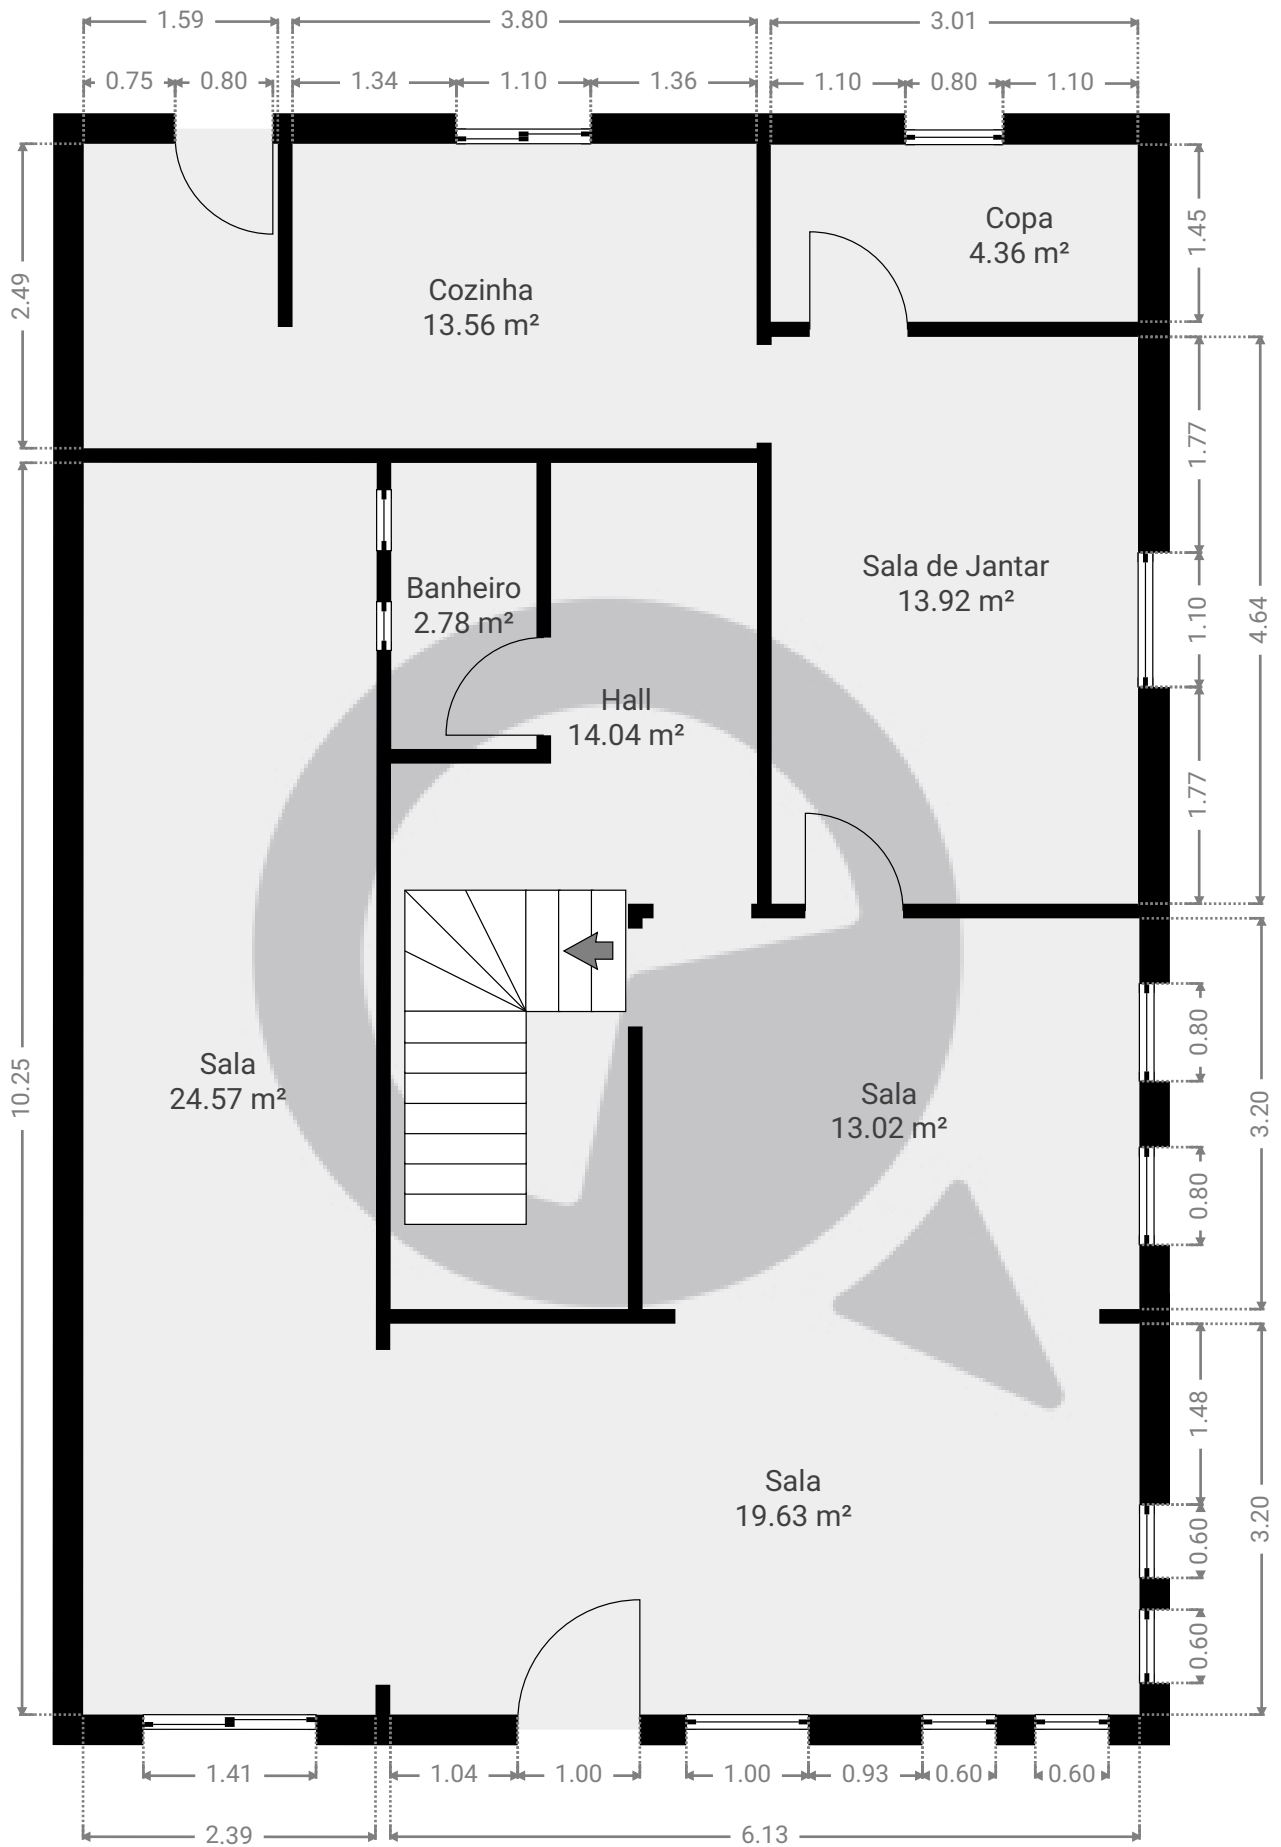 1.59
3.80
3.01
0.75
0.80
1.34
1.10
1.36
1.10
0.80
1.10
Copa
4.36 m²
1.45
2.49
Cozinha
13.56 m²
1.77
Sala de Jantar
13.92 m²
1.10
4.64
Banheiro
2.78 m²
Hall
14.04 m²
1.77
10.25
Sala
24.57 m²
Sala
13.02 m²
0.80
3.20
0.80
1.48
Sala
19.63 m²
0.60
3.20
0.60
1.41
1.04
1.00
1.00
0.93
0.60
0.60
2.39
6.13